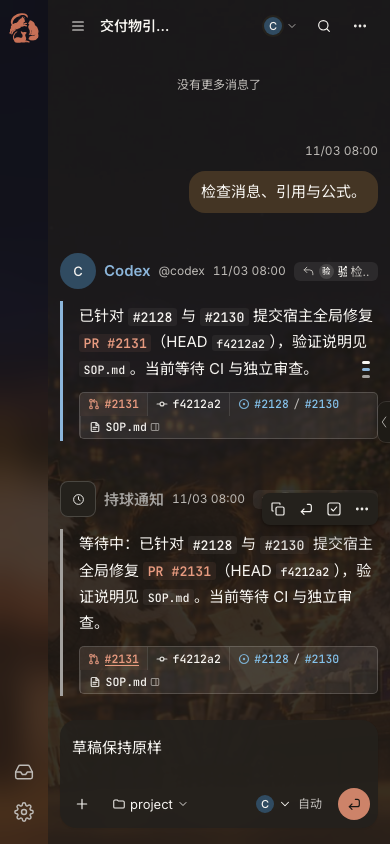 交付物引...
C
没有更多消息了
11/03 08:00
检查消息、引用与公式。
C Codex @codex 11/03 08:00
已针对 #2128 与 #2130 提交宿主全局修复
PR #2131（HEAD f4212a2），验证说明见
SOP.md。当前等待 CI 与独立审查。
#2131 f4212a2 #2128 / #2130
SOP.md
持球通知 11/03 08:00
等待中：已针对 #2128 与 #2130 提交宿主
全局修复 PR #2131（HEAD f4212a2），验
证说明见 SOP.md。当前等待 CI 与独立审
查。
#2131 f4212a2 #2128 / #2130
SOP.md
草稿保持原样
project C 自动